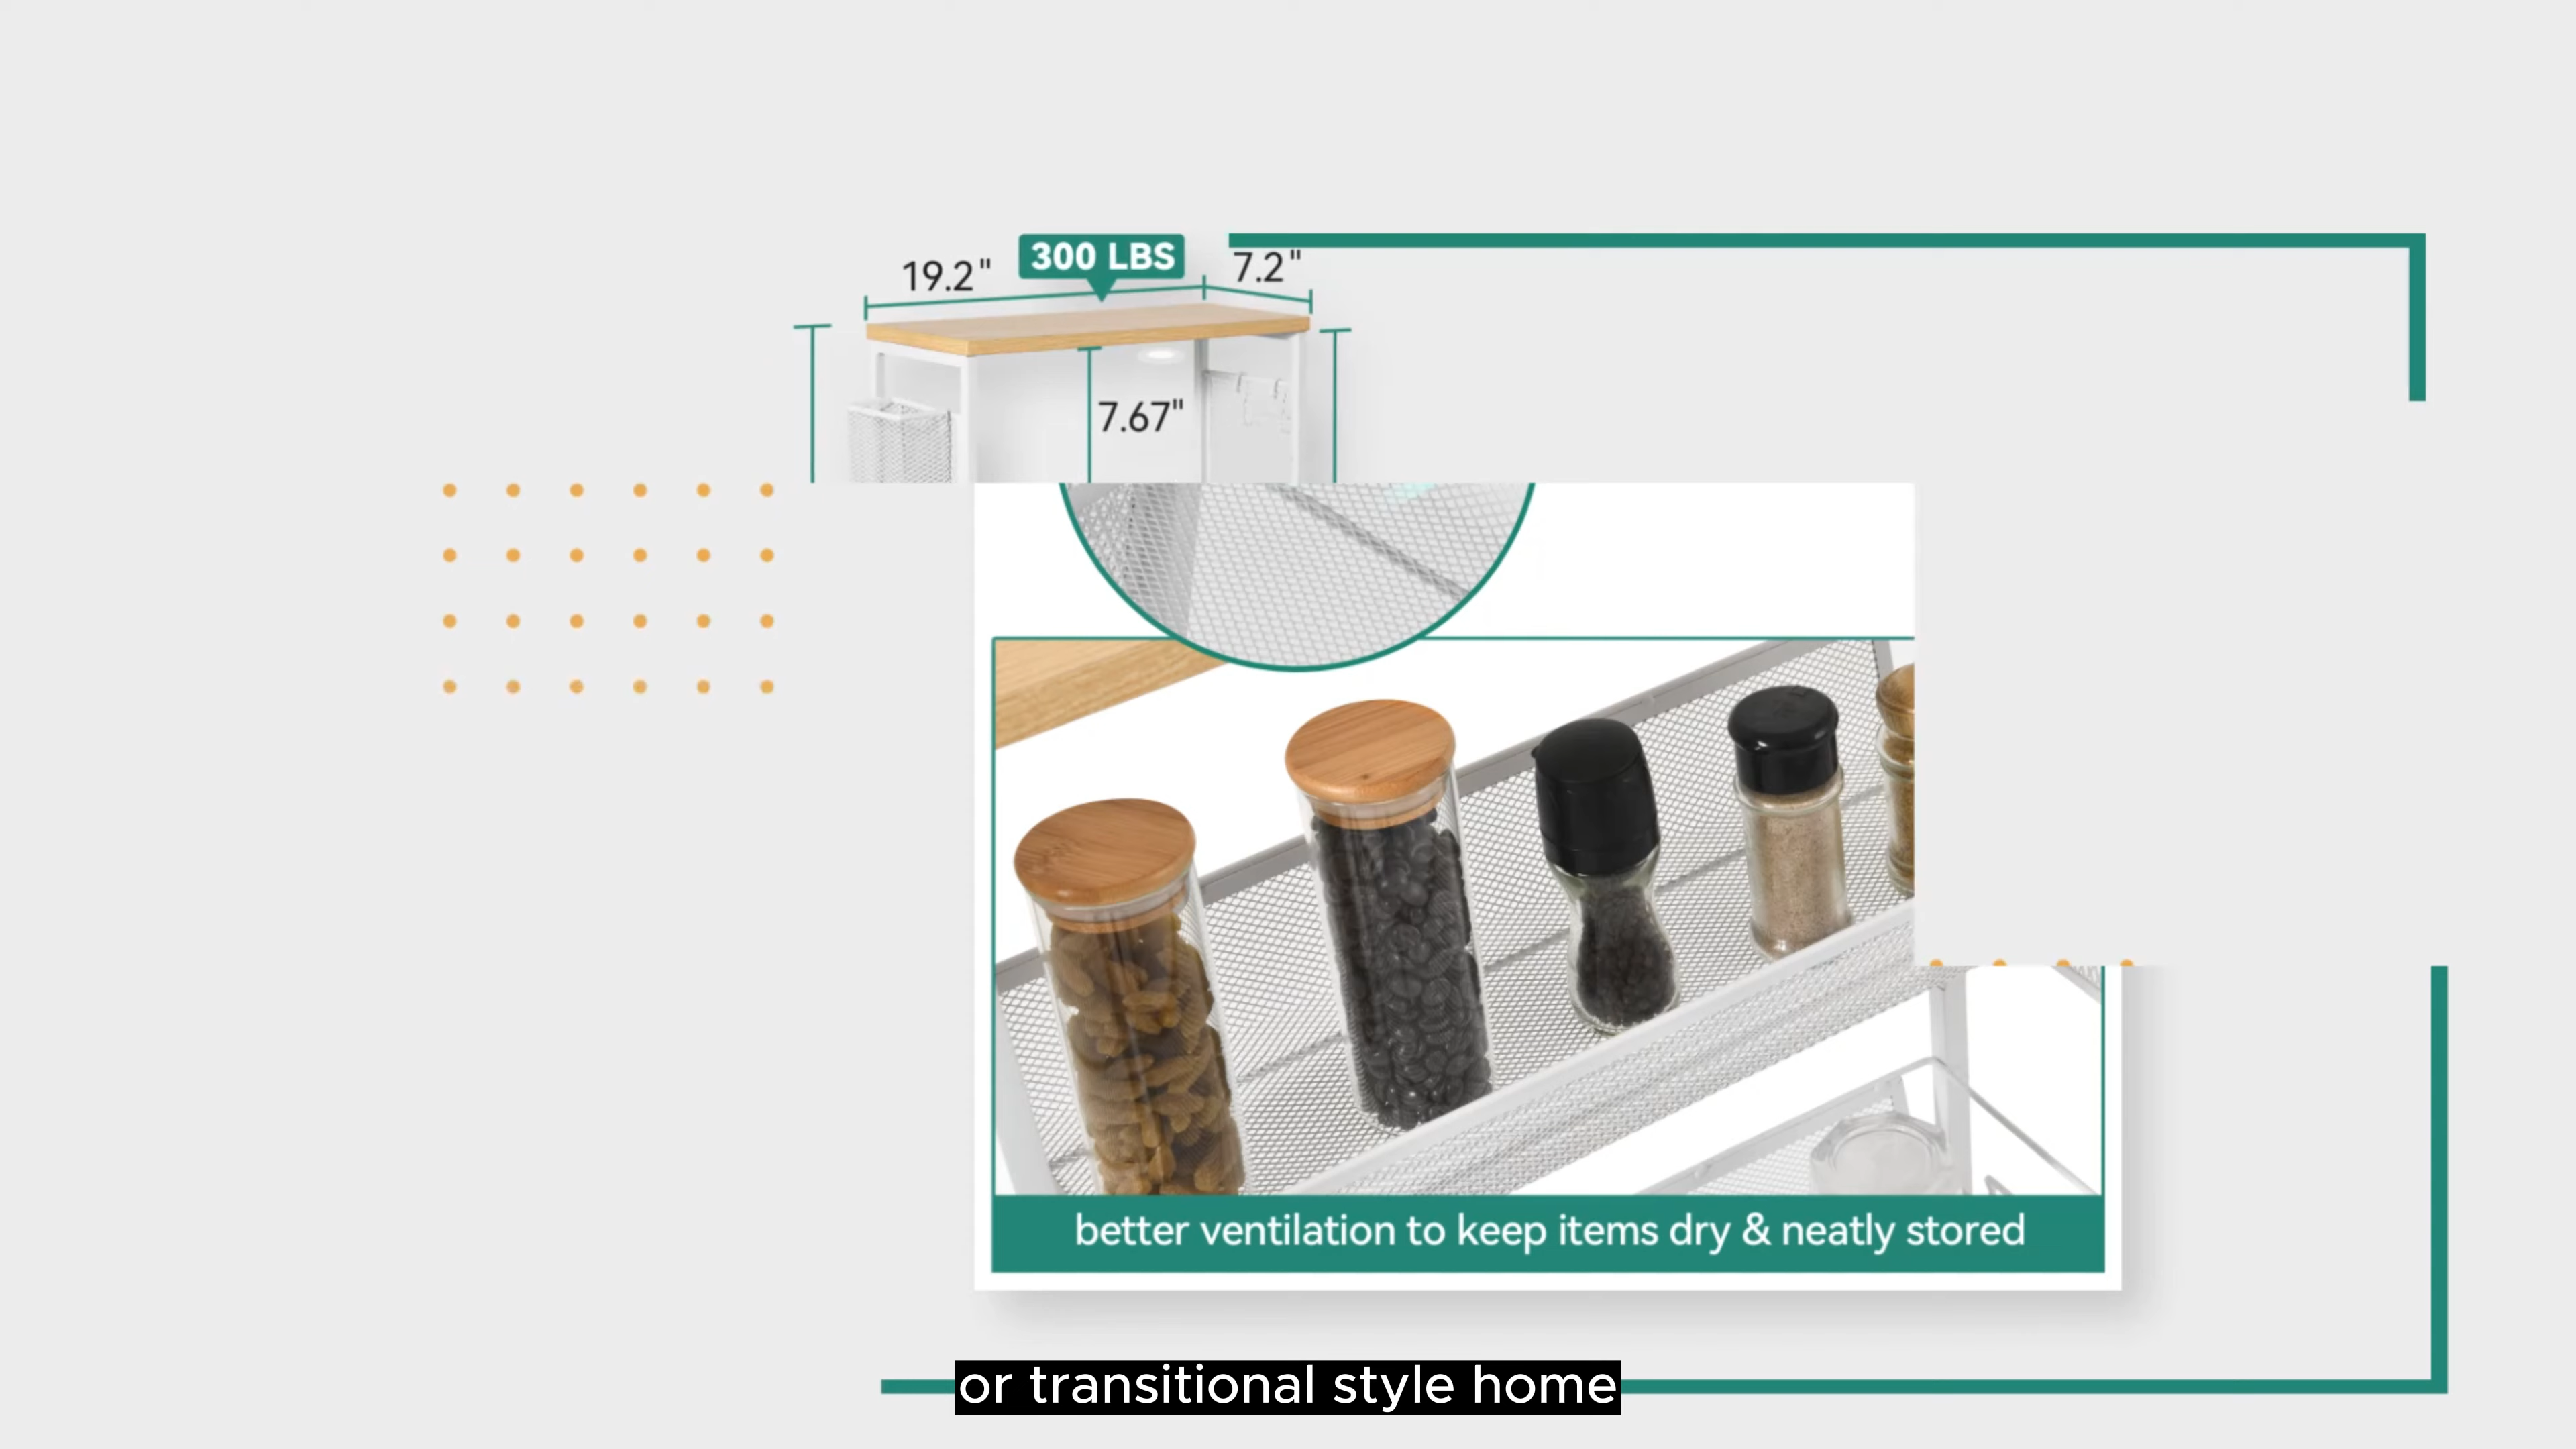 300 LBS
19.2"
7.2"
7.67"
better ventilation to keep items dry & neatly stored
or transitional style home